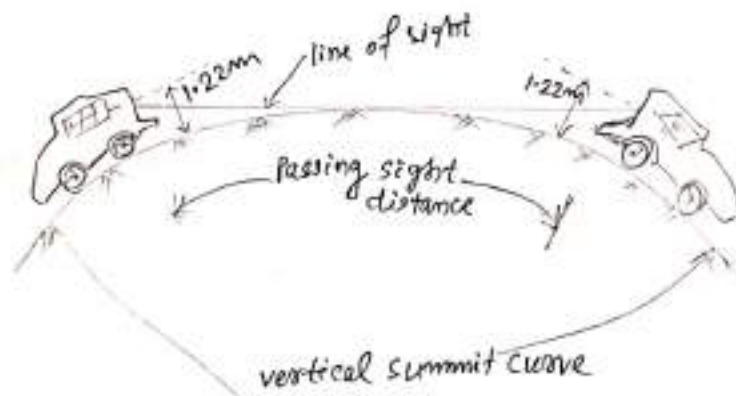 line of sight
1.22m
1.22m
Passing sight
distance
vertical summit curve